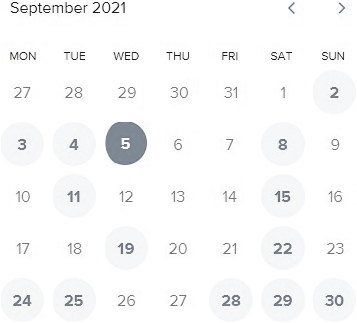 September 2021
MON TUE WED THU FRI SAT SUN
27 28 29 30 31 1 2
3 4 5 6 7 8 9
10 11 12 13 14 15 16
17 18 19 20 21 22 23
24 25 26 27 28 29 30